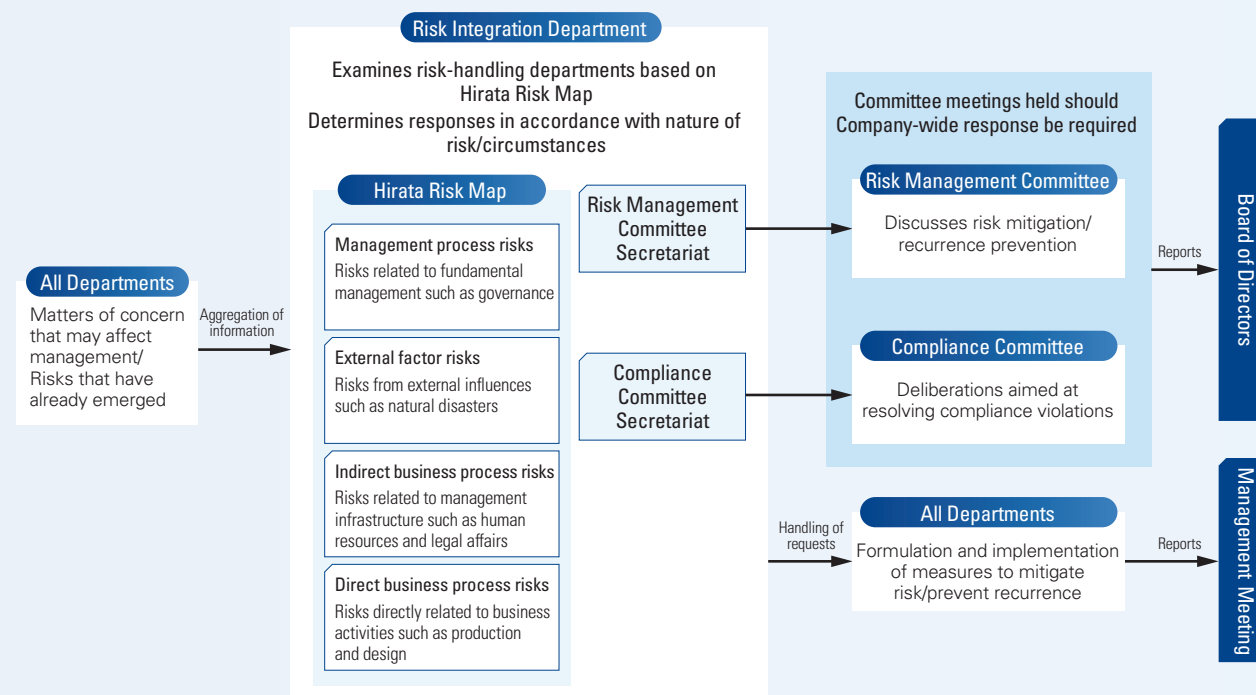 All Departments
Matters of concern
that may affect
management/
Risks that have
already emerged
Aggregation of
information
Risk Integration Department
Examines risk-handling departments based on
Hirata Risk Map
Determines responses in accordance with nature of
risk/circumstances
Hirata Risk Map
Management process risks
Risks related to fundamental
management such as governance
External factor risks
Risks from external influences
such as natural disasters
Indirect business process risks
Risks related to management
infrastructure such as human
resources and legal affairs
Direct business process risks
Risks directly related to business
activities such as production
and design
Risk Management
Committee
Secretariat
Compliance
Committee
Secretariat
Committee meetings held should
Company-wide response be required
Risk Management Committee
Discusses risk mitigation/
recurrence prevention
Compliance Committee
Deliberations aimed at
resolving compliance violations
Reports
Board of Directors
Handling of
requests
All Departments
Formulation and implementation
of measures to mitigate
risk/prevent recurrence
Reports
Management Meeting